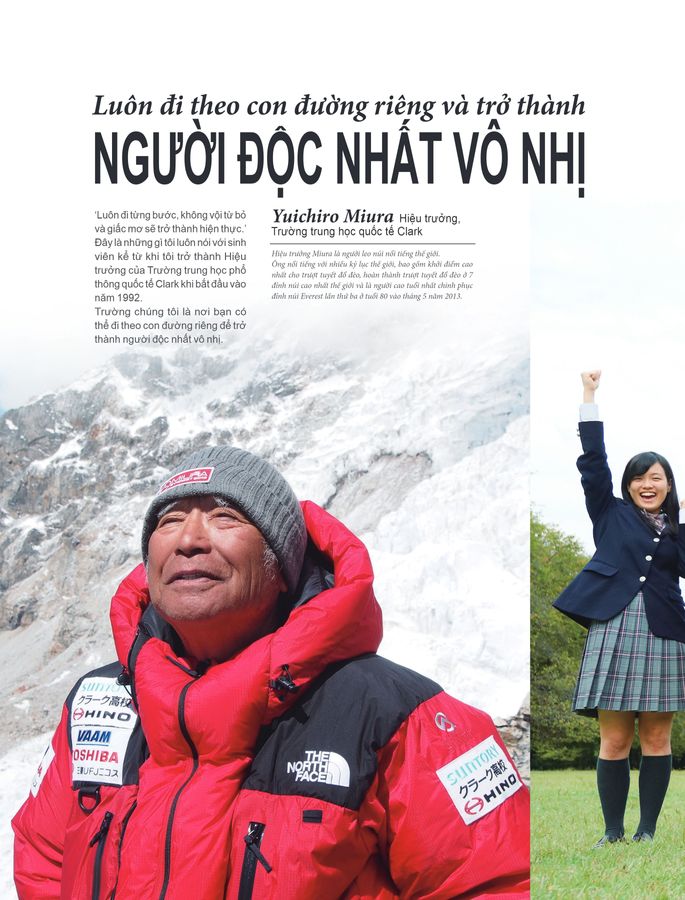 Luôn đi theo con đường riêng và trở thành
NGƯỜI ĐỘC NHẤT VÔ NHỊ
'Luôn đi từng bước, không vội từ bỏ
và giấc mơ sẽ trở thành hiện thực.'
Đây là những gì tôi luôn nói với sinh
viên kể từ khi tôi trở thành Hiệu
trưởng của Trường trung học phổ
thông quốc tế Clark khi bắt đầu vào
năm 1992.
Trường chúng tôi là nơi bạn có
thể đi theo con đường riêng để trở
thành người độc nhất vô nhị.
Yuichiro Miura Hiệu trưởng,
Trường trung học quốc tế Clark
Hiệu trưởng Miura là người leo núi nổi tiếng thế giới.
Ông nổi tiếng với nhiều kỷ lục thế giới, bao gồm khởi điểm cao
nhất cho trượt tuyết đổ đèo, hoàn thành trượt tuyết đổ đèo ở 7
đỉnh núi cao nhất thế giới và là người cao tuổi nhất chinh phục
đỉnh núi Everest lần thứ ba ở tuổi 80 vào tháng 5 năm 2013.
SUNTORY
クラーク高校
HINO
VAAM
TOSHIBA
三菱UFJニコス
THE
NORTH
FACE
SUNTORY
クラーク高校
HINO